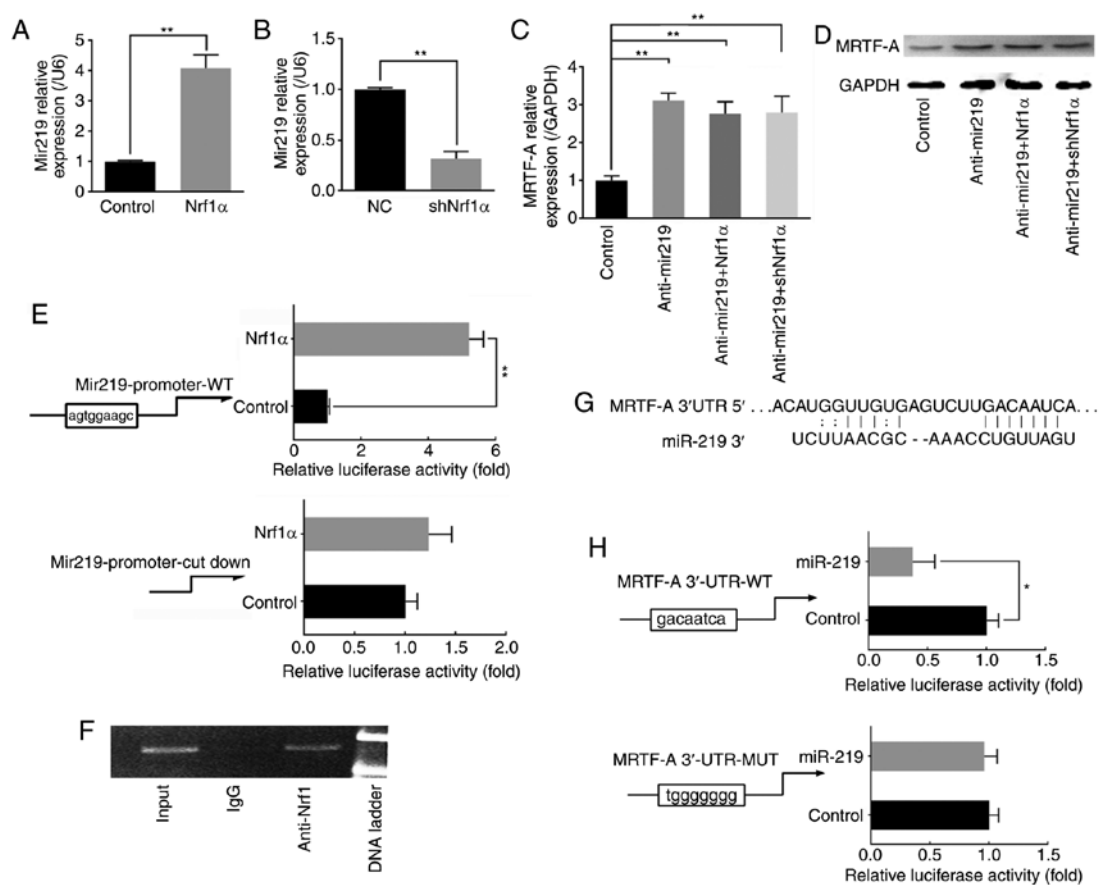 A
Mir219 relative
expression (/U6)
5
4
3
2
1
0
**
Control
Nrf1α
B
Mir219 relative
expression (/U6)
1.5
1.0
0.5
0.0
**
NC
shNrf1α
C
MRTF-A relative
expression (/GAPDH)
4
3
2
1
0
**
**
**
Control
Anti-mir219
Anti-mir219+Nrf1α
Anti-mir219+shNrf1α
D
MRTF-A
GAPDH
Control
Anti-mir219
Anti-mir219+Nrf1α
Anti-mir219+shNrf1α
E
Mir219-promoter-WT
agtggaagc
Nrf1α
Control
**
0 2 4 6
Relative luciferase activity (fold)
Mir219-promoter-cut down
Nrf1α
Control
0.0 0.5 1.0 1.5 2.0
Relative luciferase activity (fold)
F
Input
IgG
Anti-Nrf1
DNA ladder
G
MRTF-A 3′UTR 5′ ...ACAUGGUUGUGAGUCUUGACAAUCA...
miR-219 3′ UCUUAACGC--AAACCUGUUAGU
H
MRTF-A 3′-UTR-WT
gacaatca
miR-219
Control
*
0.0 0.5 1.0 1.5
Relative luciferase activity (fold)
MRTF-A 3′-UTR-MUT
tggggggg
miR-219
Control
0.0 0.5 1.0 1.5
Relative luciferase activity (fold)